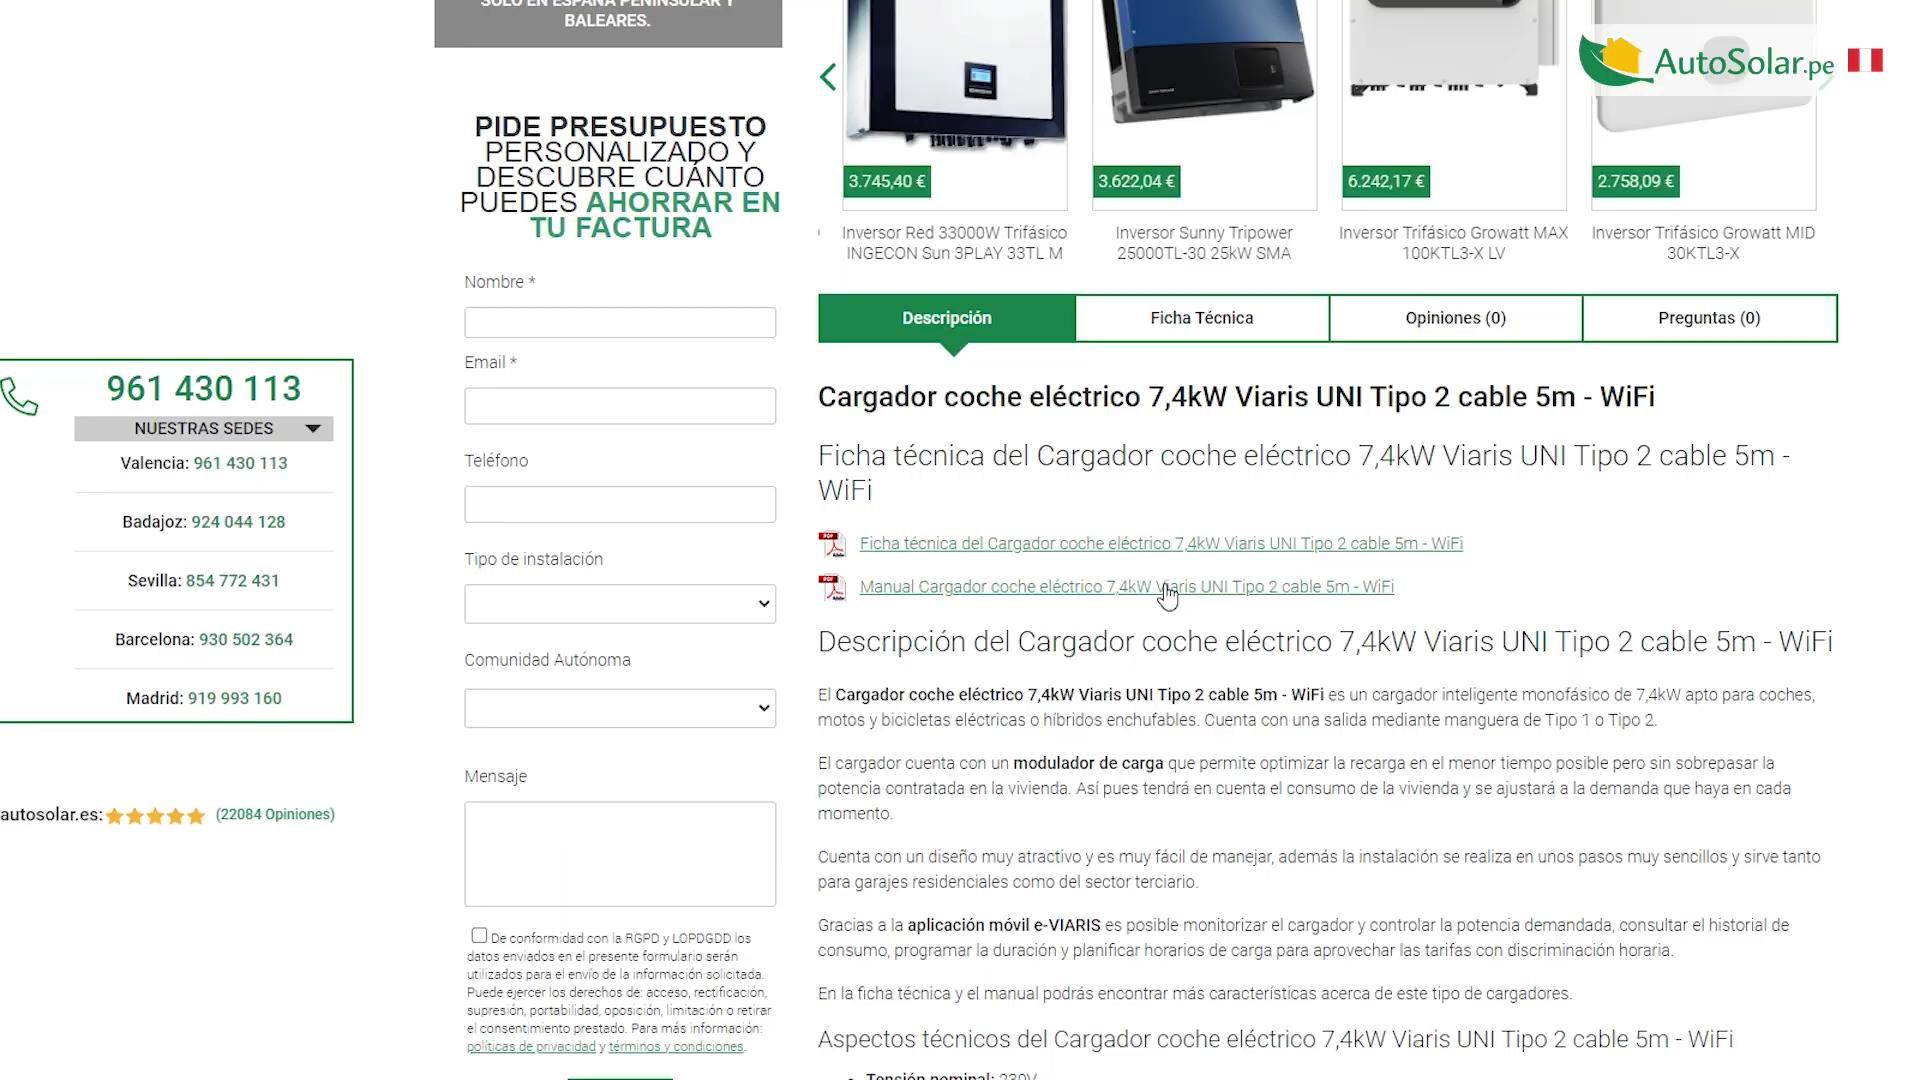 SOLO EN ESPAÑA PENINSULAR Y
BALEARES.
AutoSolar.pe
PIDE PRESUPUESTO
PERSONALIZADO Y
DESCUBRE CUÁNTO
PUEDES AHORRAR EN
TU FACTURA
Nombre *
Email *
Teléfono
Tipo de instalación
Comunidad Autónoma
Mensaje
De conformidad con la RGPD y LOPDGDD los
datos enviados en el presente formulario serán
utilizados para el envío de la información solicitada.
Puede ejercer los derechos de: acceso, rectificación,
supresión, portabilidad, oposición, limitación o retirar
el consentimiento prestado. Para más información:
políticas de privacidad y términos y condiciones.
961 430 113
NUESTRAS SEDES
Valencia: 961 430 113
Badajoz: 924 044 128
Sevilla: 854 772 431
Barcelona: 930 502 364
Madrid: 919 993 160
autosolar.es: (22084 Opiniones)
3.745,40 €
3.622,04 €
6.242,17 €
2.758,09 €
Inversor Red 33000W Trifásico
INGECON Sun 3PLAY 33TL M
Inversor Sunny Tripower
25000TL-30 25kW SMA
Inversor Trifásico Growatt MAX
100KTL3-X LV
Inversor Trifásico Growatt MID
30KTL3-X
Descripción
Ficha Técnica
Opiniones (0)
Preguntas (0)
Cargador coche eléctrico 7,4kW Viaris UNI Tipo 2 cable 5m - WiFi
Ficha técnica del Cargador coche eléctrico 7,4kW Viaris UNI Tipo 2 cable 5m -
WiFi
Ficha técnica del Cargador coche eléctrico 7,4kW Viaris UNI Tipo 2 cable 5m - WiFi
Manual Cargador coche eléctrico 7,4kW Viaris UNI Tipo 2 cable 5m - WiFi
Descripción del Cargador coche eléctrico 7,4kW Viaris UNI Tipo 2 cable 5m - WiFi
El Cargador coche eléctrico 7,4kW Viaris UNI Tipo 2 cable 5m - WiFi es un cargador inteligente monofásico de 7,4kW apto para coches,
motos y bicicletas eléctricas o híbridos enchufables. Cuenta con una salida mediante manguera de Tipo 1 o Tipo 2.
El cargador cuenta con un modulador de carga que permite optimizar la recarga en el menor tiempo posible pero sin sobrepasar la
potencia contratada en la vivienda. Así pues tendrá en cuenta el consumo de la vivienda y se ajustará a la demanda que haya en cada
momento.
Cuenta con un diseño muy atractivo y es muy fácil de manejar, además la instalación se realiza en unos pasos muy sencillos y sirve tanto
para garajes residenciales como del sector terciario.
Gracias a la aplicación móvil e-VIARIS es posible monitorizar el cargador y controlar la potencia demandada, consultar el historial de
consumo, programar la duración y planificar horarios de carga para aprovechar las tarifas con discriminación horaria.
En la ficha técnica y el manual podrás encontrar más características acerca de este tipo de cargadores.
Aspectos técnicos del Cargador coche eléctrico 7,4kW Viaris UNI Tipo 2 cable 5m - WiFi
Tensión nominal: 230V